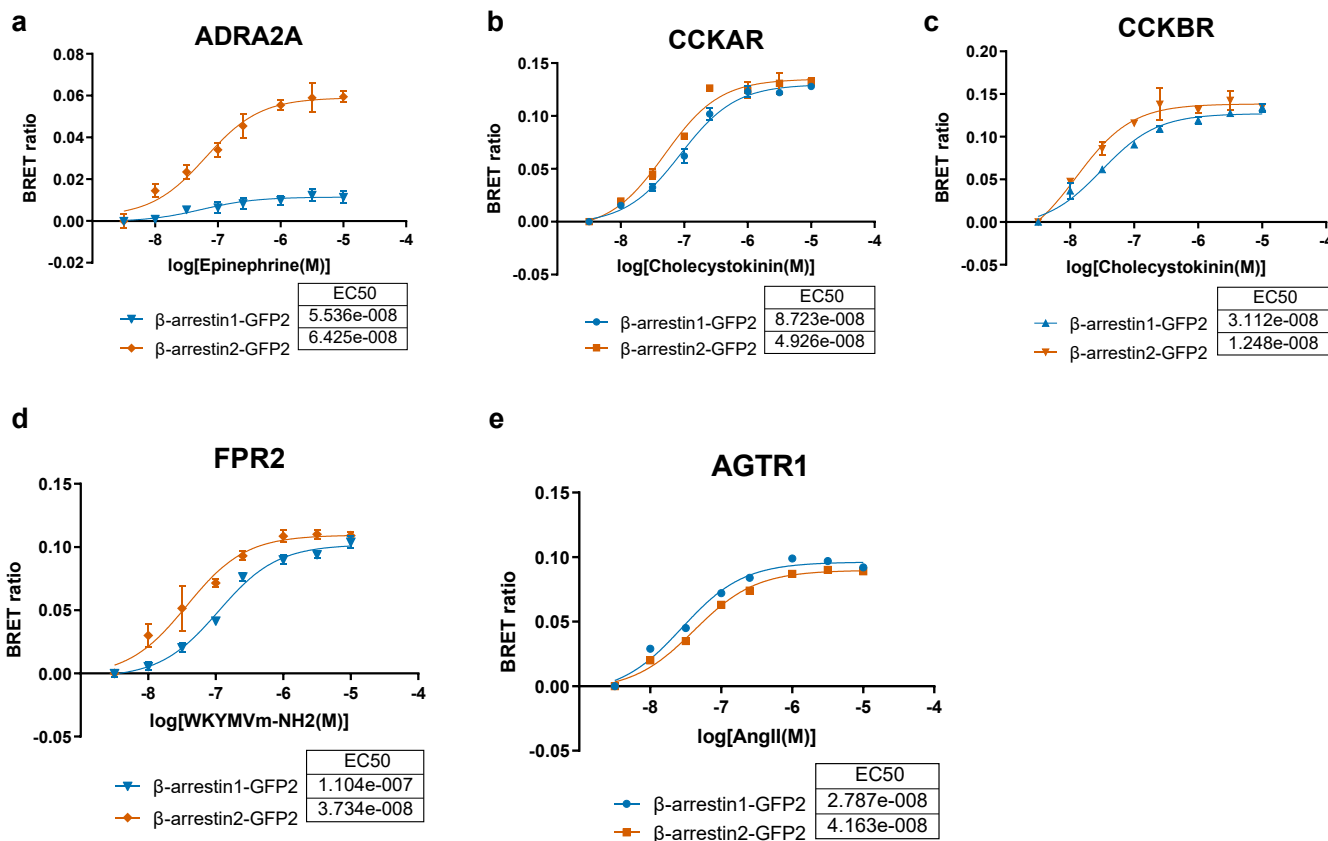 a
ADRA2A
BRET ratio
0.08
0.06
0.04
0.02
0.00
-0.02
-8
-7
-6
-5
-4
log[Epinephrine(M)]
EC50
β-arrestin1-GFP2 5.536e-008
β-arrestin2-GFP2 6.425e-008
b
CCKAR
BRET ratio
0.15
0.10
0.05
0.00
-0.05
-8
-7
-6
-5
-4
log[Cholecystokinin(M)]
EC50
β-arrestin1-GFP2 8.723e-008
β-arrestin2-GFP2 4.926e-008
c
CCKBR
BRET ratio
0.20
0.15
0.10
0.05
0.00
-0.05
-8
-7
-6
-5
-4
log[Cholecystokinin(M)]
EC50
β-arrestin1-GFP2 3.112e-008
β-arrestin2-GFP2 1.248e-008
d
FPR2
BRET ratio
0.15
0.10
0.05
0.00
-0.05
-8
-7
-6
-5
-4
log[WKYMVm-NH2(M)]
EC50
β-arrestin1-GFP2 1.104e-007
β-arrestin2-GFP2 3.734e-008
e
AGTR1
BRET ratio
0.15
0.10
0.05
0.00
-0.05
-8
-7
-6
-5
-4
log[AngII(M)]
EC50
β-arrestin1-GFP2 2.787e-008
β-arrestin2-GFP2 4.163e-008